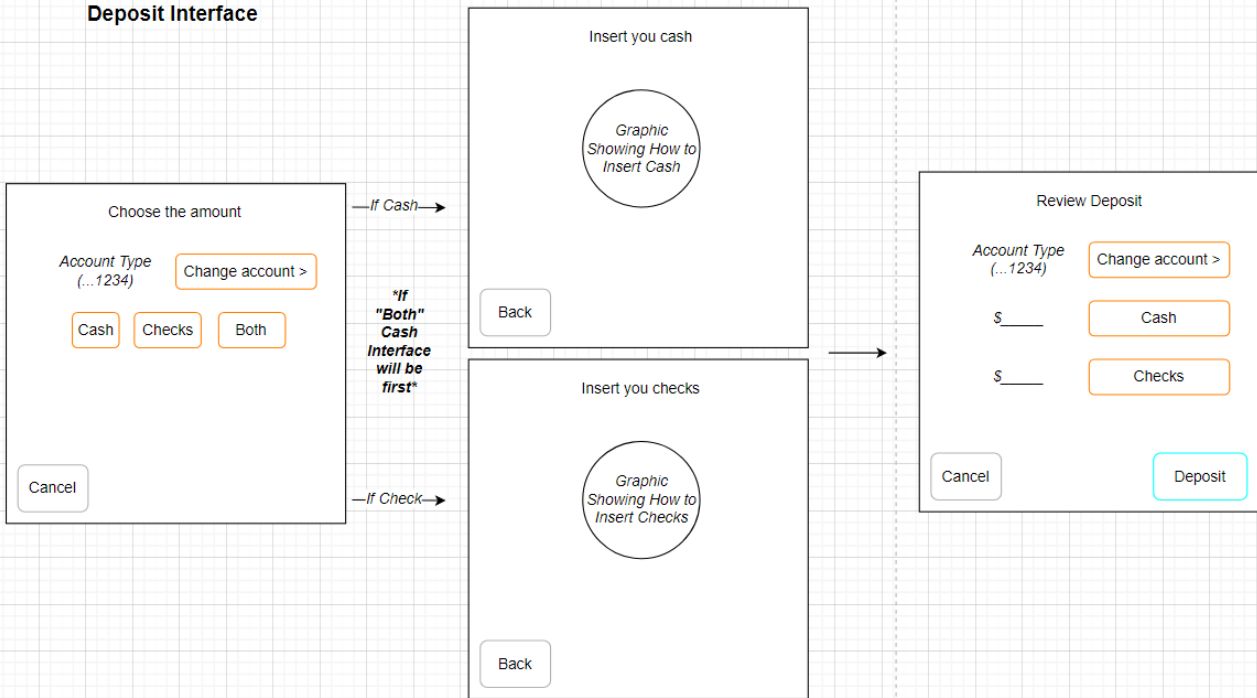 Deposit Interface
Choose the amount
Account Type
(...1234)
Change account >
Cash
Checks
Both
Cancel
If Cash
*If
"Both"
Cash
Interface
will be
first*
If Check
Insert you cash
Graphic
Showing How to
Insert Cash
Back
Insert you checks
Graphic
Showing How to
Insert Checks
Back
Review Deposit
Account Type
(...1234)
Change account >
$_____
Cash
$_____
Checks
Cancel
Deposit